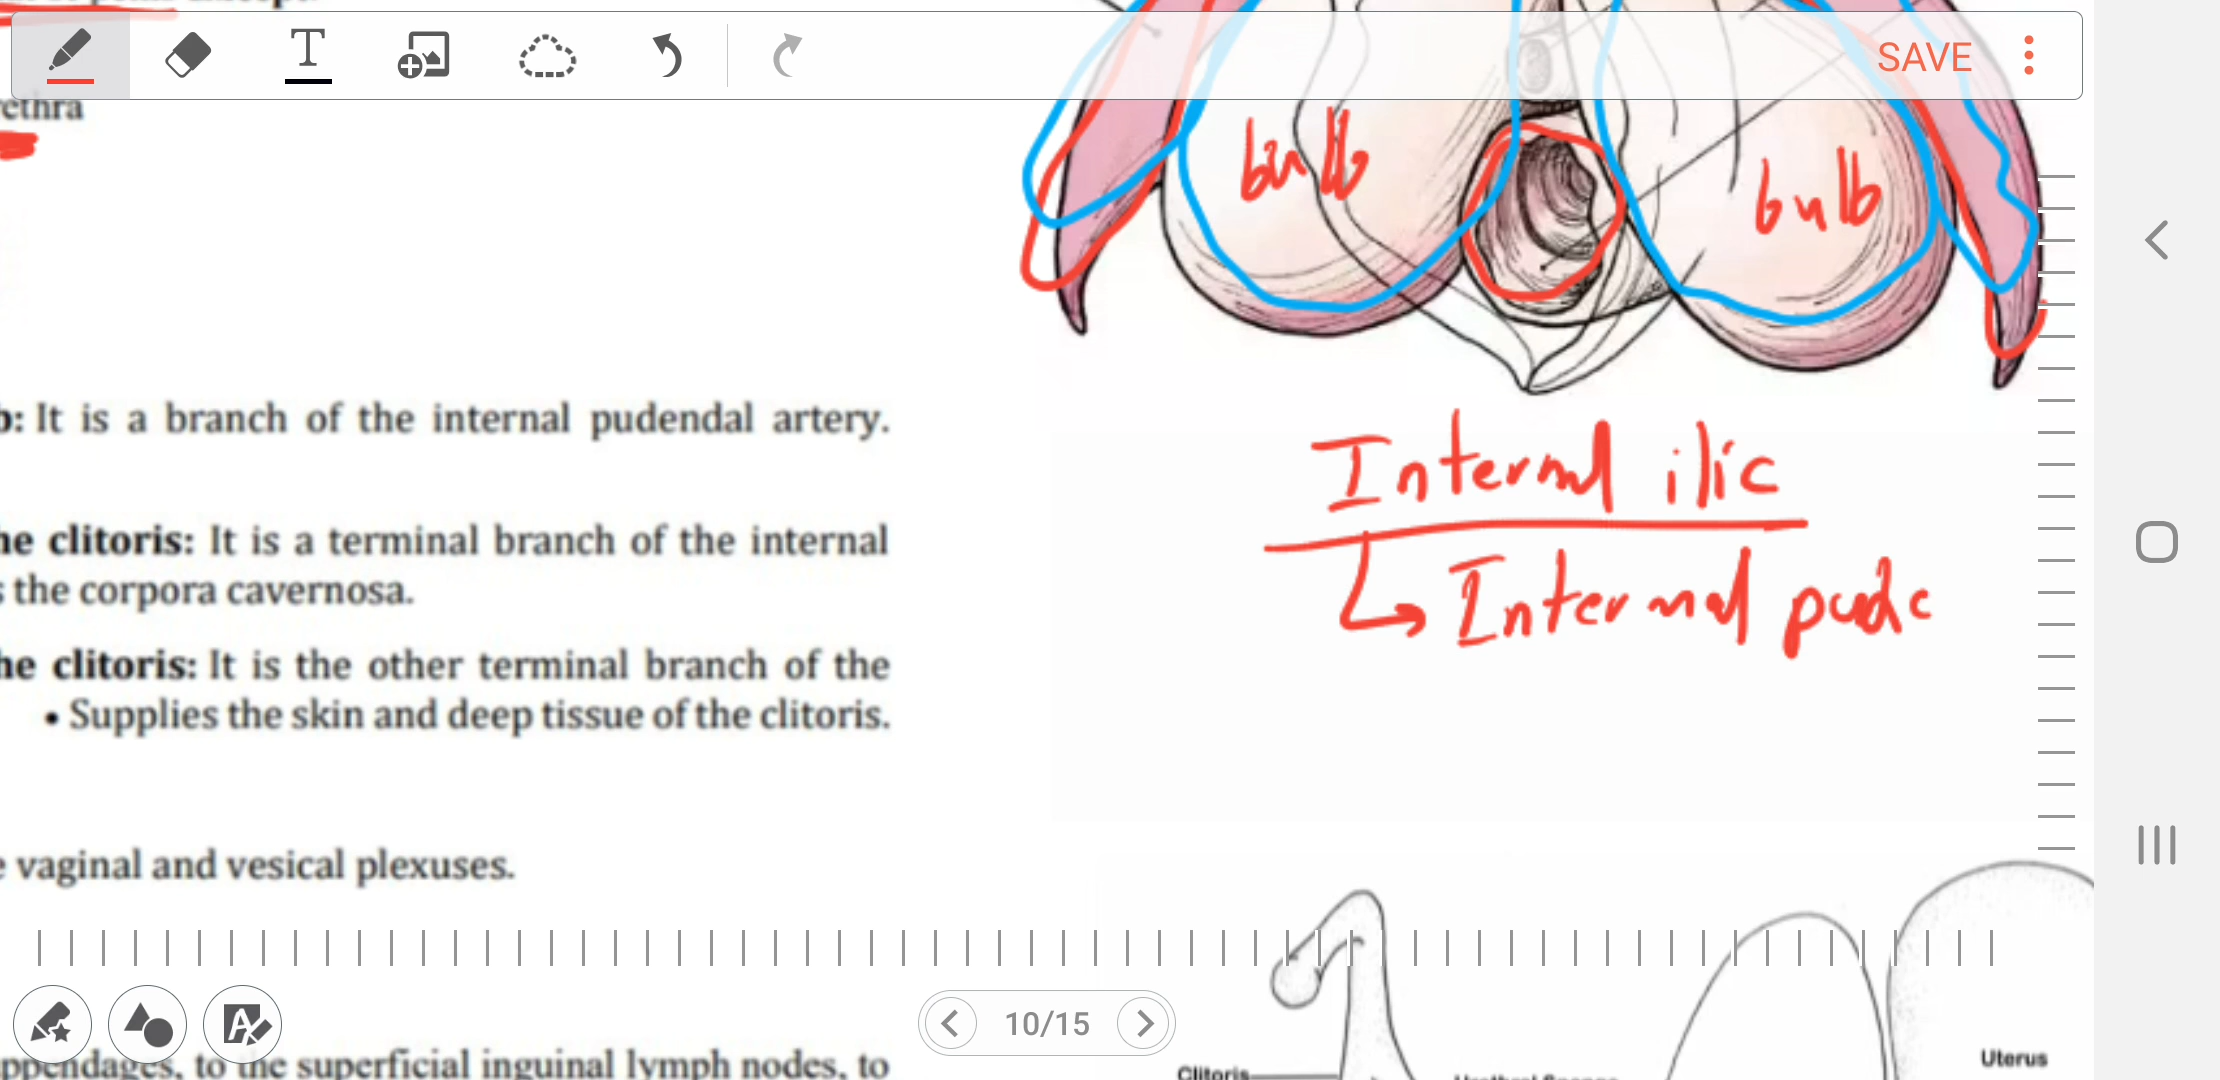 T
SAVE
rethra
bulb
bulb
b: It is a branch of the internal pudendal artery.
Internal ilic
he clitoris: It is a terminal branch of the internal
s the corpora cavernosa.
Internal pude
he clitoris: It is the other terminal branch of the
• Supplies the skin and deep tissue of the clitoris.
e vaginal and vesical plexuses.
10/15
ppendages, to the superficial inguinal lymph nodes, to
Clitoris
Uterus